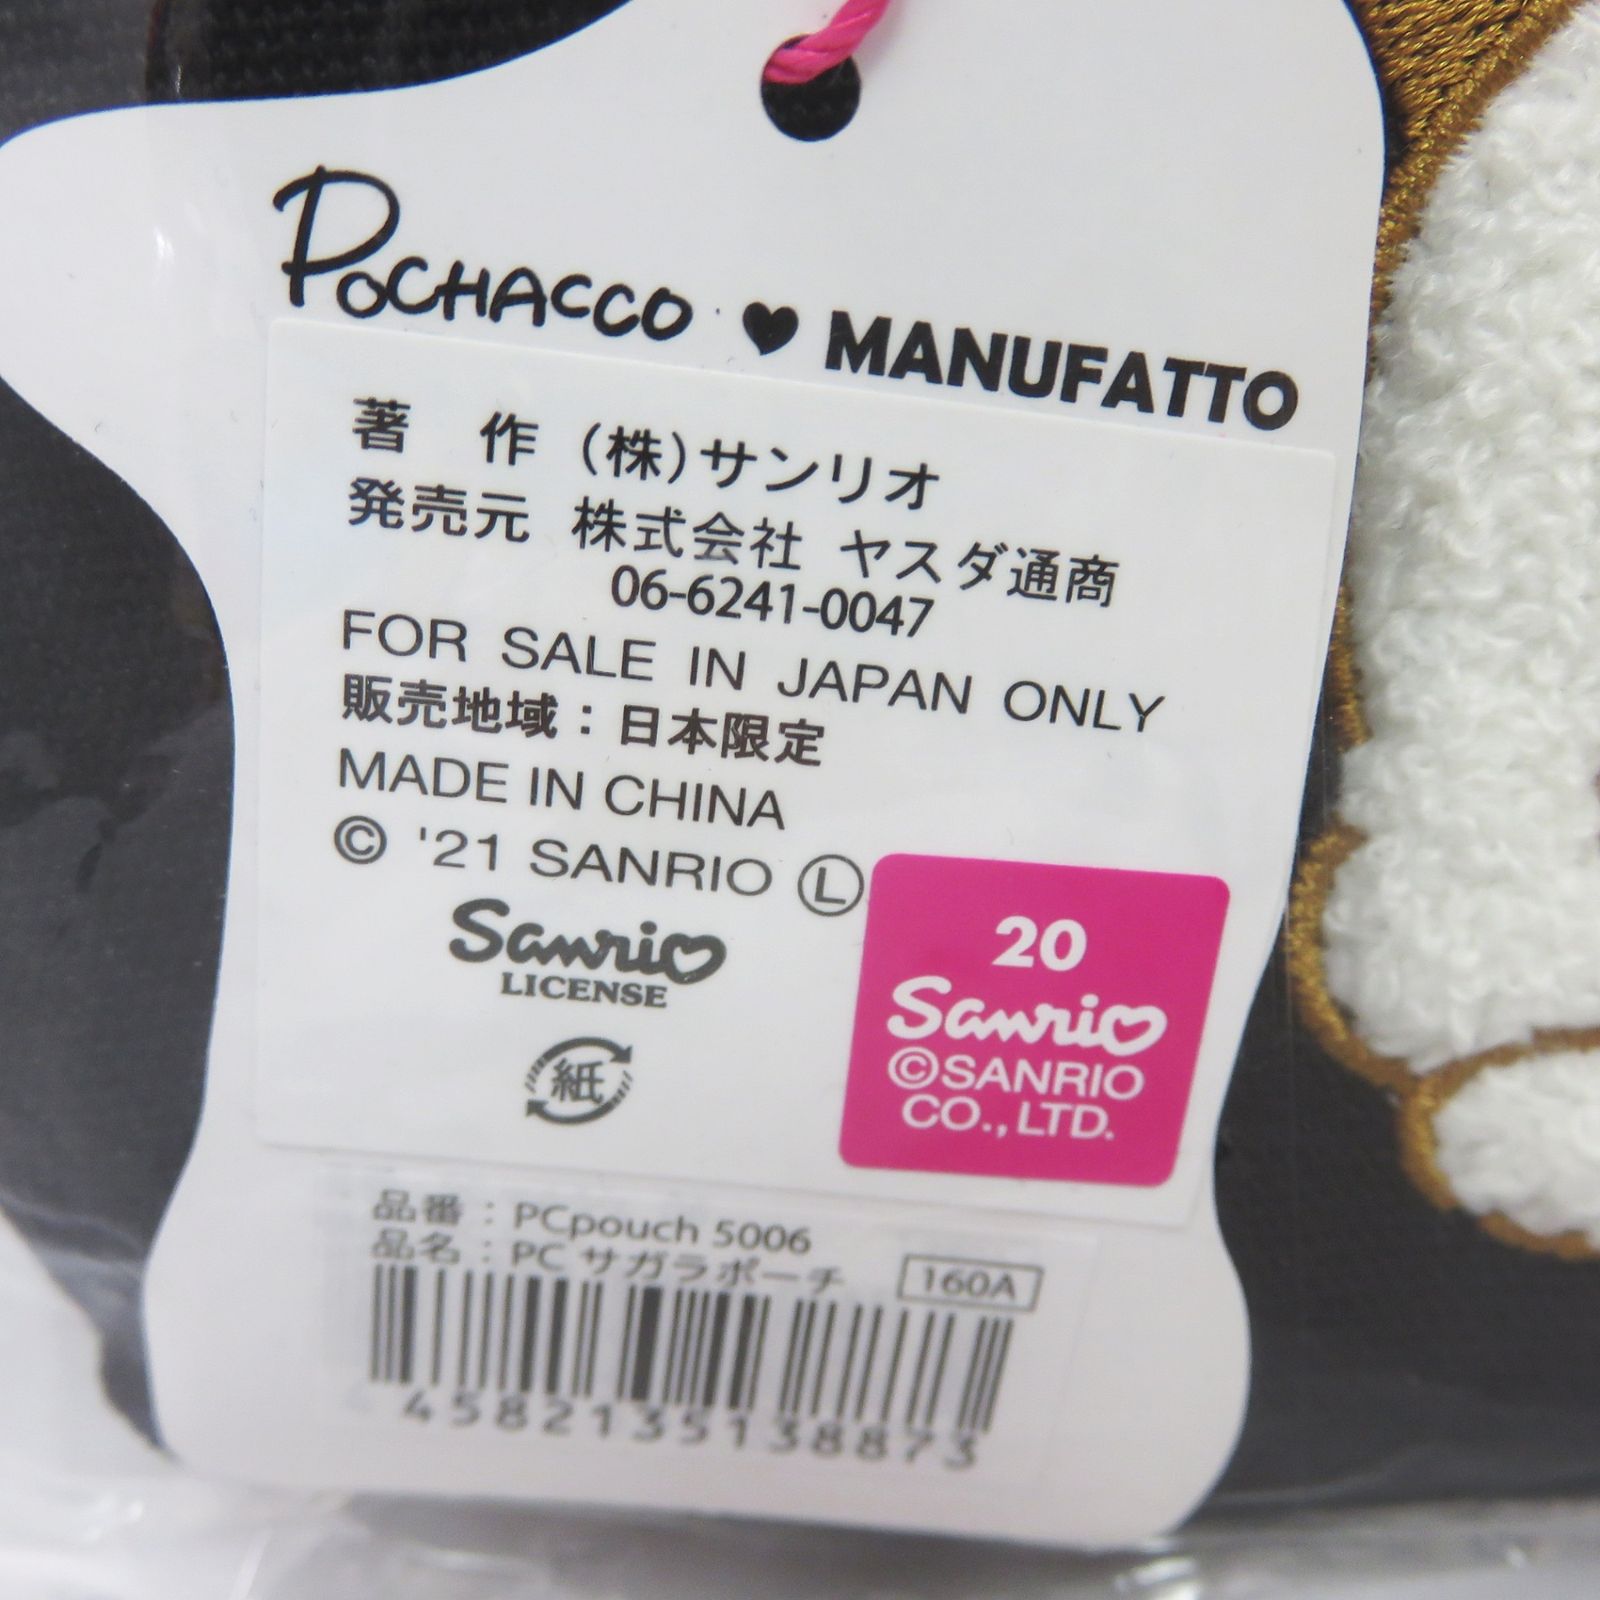 POCHACCO ♥ MANUFATTO
著　作 (株)サンリオ
発売元 株式会社 ヤスダ通商
06-6241-0047
FOR SALE IN JAPAN ONLY
販売地域：日本限定
MADE IN CHINA
© '21 SANRIO Ⓛ
Sanrio
LICENSE
紙
20
Sanrio
©SANRIO
CO., LTD.
品番：PCpouch 5006
品名：PC サガラポーチ 160A
4582135138873